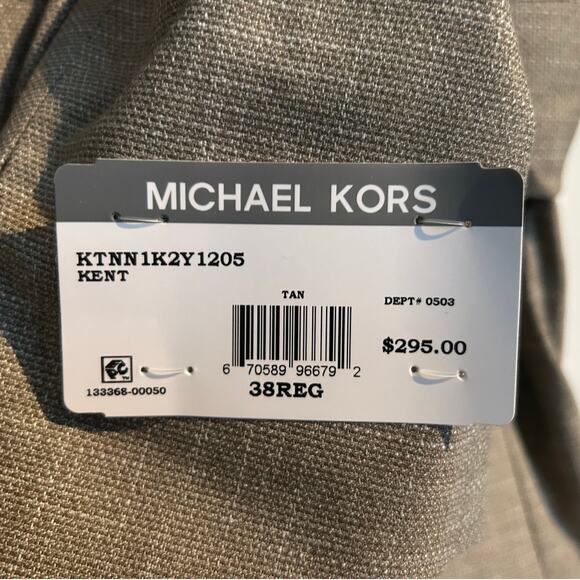 MICHAEL KORS
KTNN1K2Y1205
KENT
TAN
DEPT# 0503
$295.00
6 70589 96679 2
38REG
133368-00050